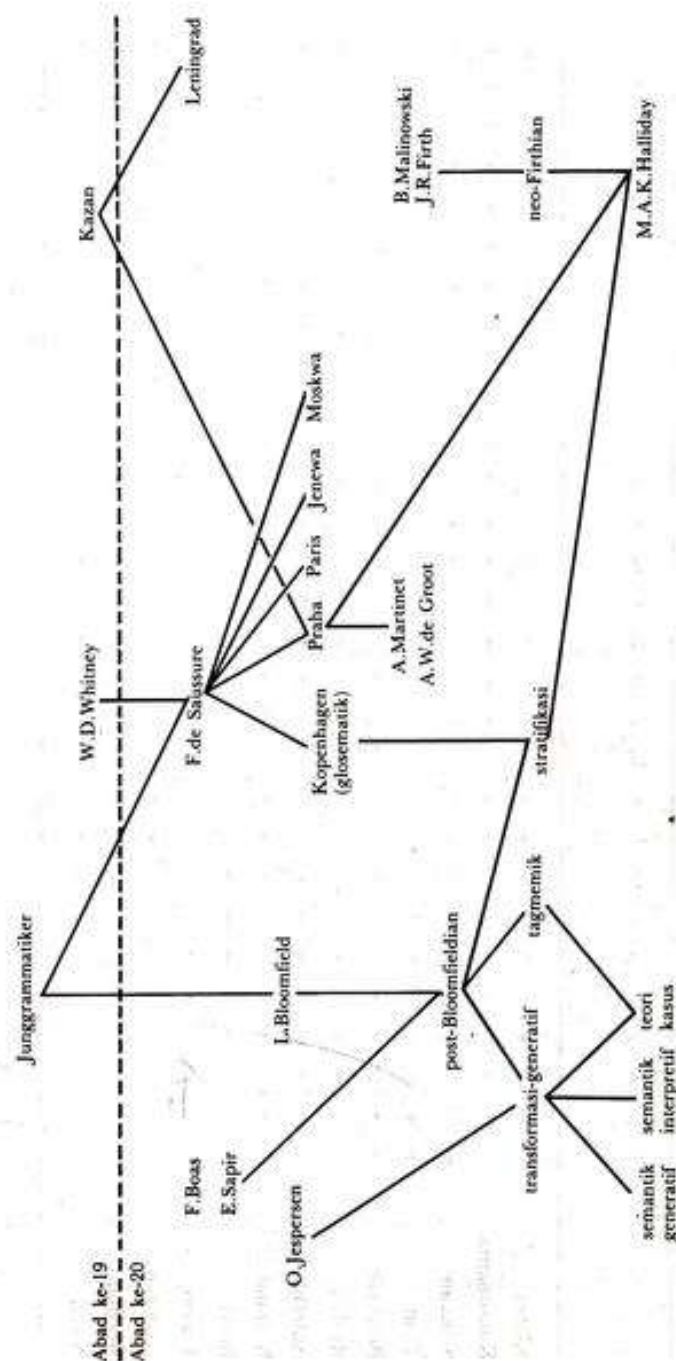 Abad ke-19
Abad ke-20
Junggrammatiker
W.D.Whitney
Kazan
Leningrad
F.de Saussure
F.Boas
E.Sapir
L.Bloomfield
O.Jespersen
Kopenhagen
(glosematik)
Praha
Paris
Jenewa
Moskwa
A.Martinet
A.W.de Groot
B.Malinowski
J.R.Firth
post-Bloomfieldian
transformasi-generatif
tagmemik
stratifikasi
neo-Firthian
semantik
generatif
semantik
interpretif
teori
kasus
M.A.K.Halliday